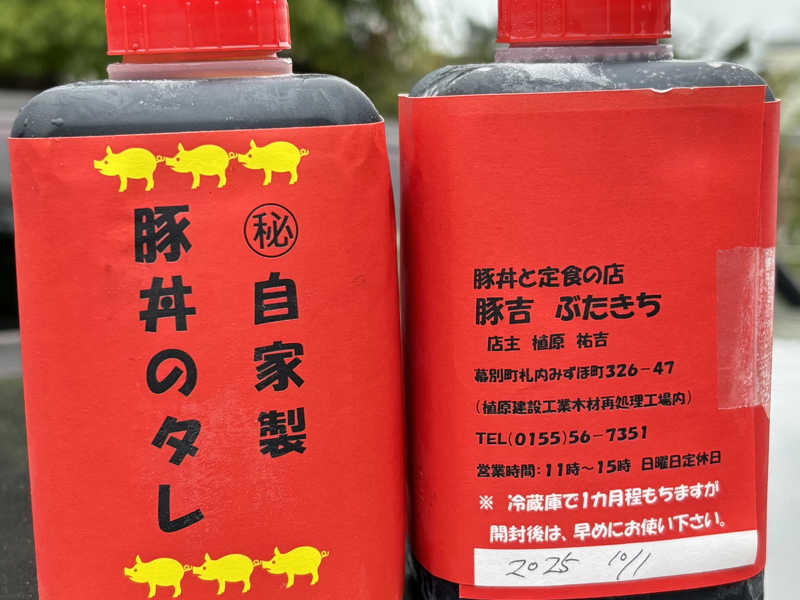 ㊙自家製
豚丼のタレ
豚丼と定食の店
豚吉 ぶたきち
店主 植原 祐吉
幕別町札内みずほ町326－47
(植原建設工業木材再処理工場内)
TEL(0155)56－7351
営業時間：11時～15時 日曜日定休日
※ 冷蔵庫で1カ月程もちますが
開封後は、早めにお使い下さい。
2025 10/1